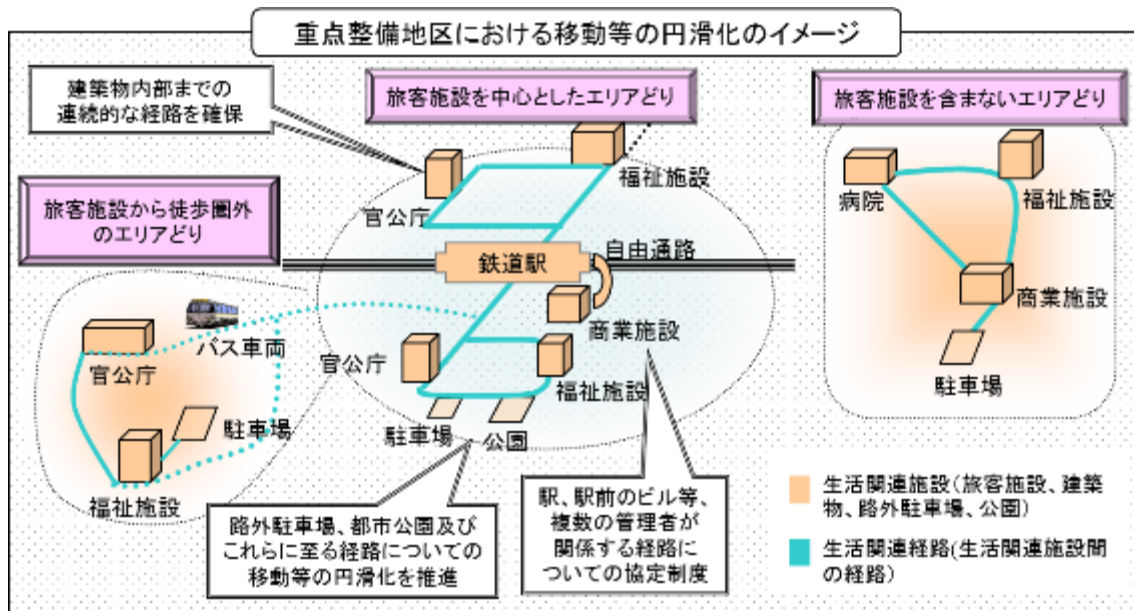 重点整備地区における移動等の円滑化のイメージ
建築物内部までの
連続的な経路を確保
旅客施設を中心としたエリアどり
旅客施設を含まないエリアどり
旅客施設から徒歩圏外
のエリアどり
官公庁
福祉施設
病院
福祉施設
鉄道駅
自由通路
商業施設
商業施設
バス車両
官公庁
官公庁
福祉施設
駐車場
駐車場
駐車場
公園
福祉施設
路外駐車場、都市公園及び
これらに至る経路についての
移動等の円滑化を推進
駅、駅前のビル等、
複数の管理者が
関係する経路に
ついての協定制度
生活関連施設(旅客施設、建築
物、路外駐車場、公園)
生活関連経路(生活関連施設間
の経路)